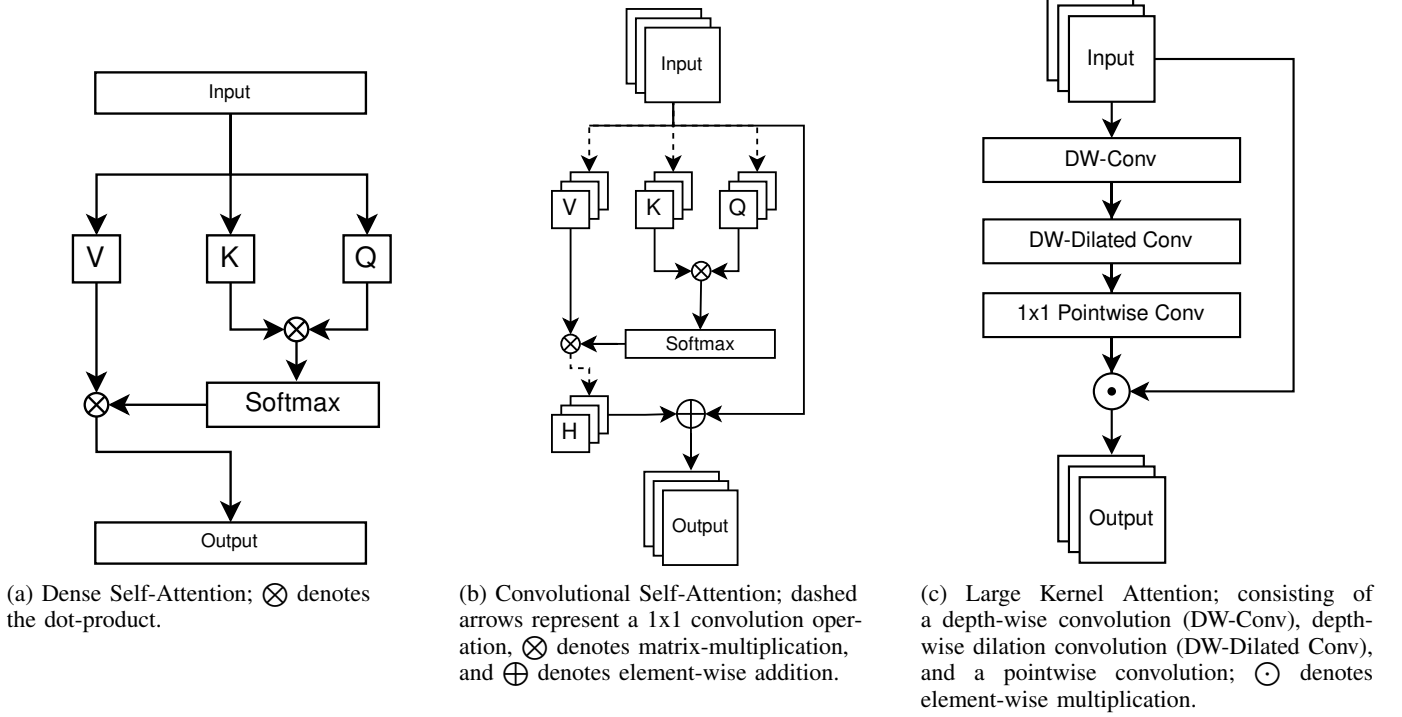 Input
V
K
Q
Softmax
Output
(a) Dense Self-Attention; ⊗ denotes
the dot-product.
Input
V
K
Q
Softmax
H
Output
(b) Convolutional Self-Attention; dashed
arrows represent a 1x1 convolution oper-
ation, ⊗ denotes matrix-multiplication,
and ⊕ denotes element-wise addition.
Input
DW-Conv
DW-Dilated Conv
1x1 Pointwise Conv
Output
(c) Large Kernel Attention; consisting of
a depth-wise convolution (DW-Conv), depth-
wise dilation convolution (DW-Dilated Conv),
and a pointwise convolution; ⊙ denotes
element-wise multiplication.